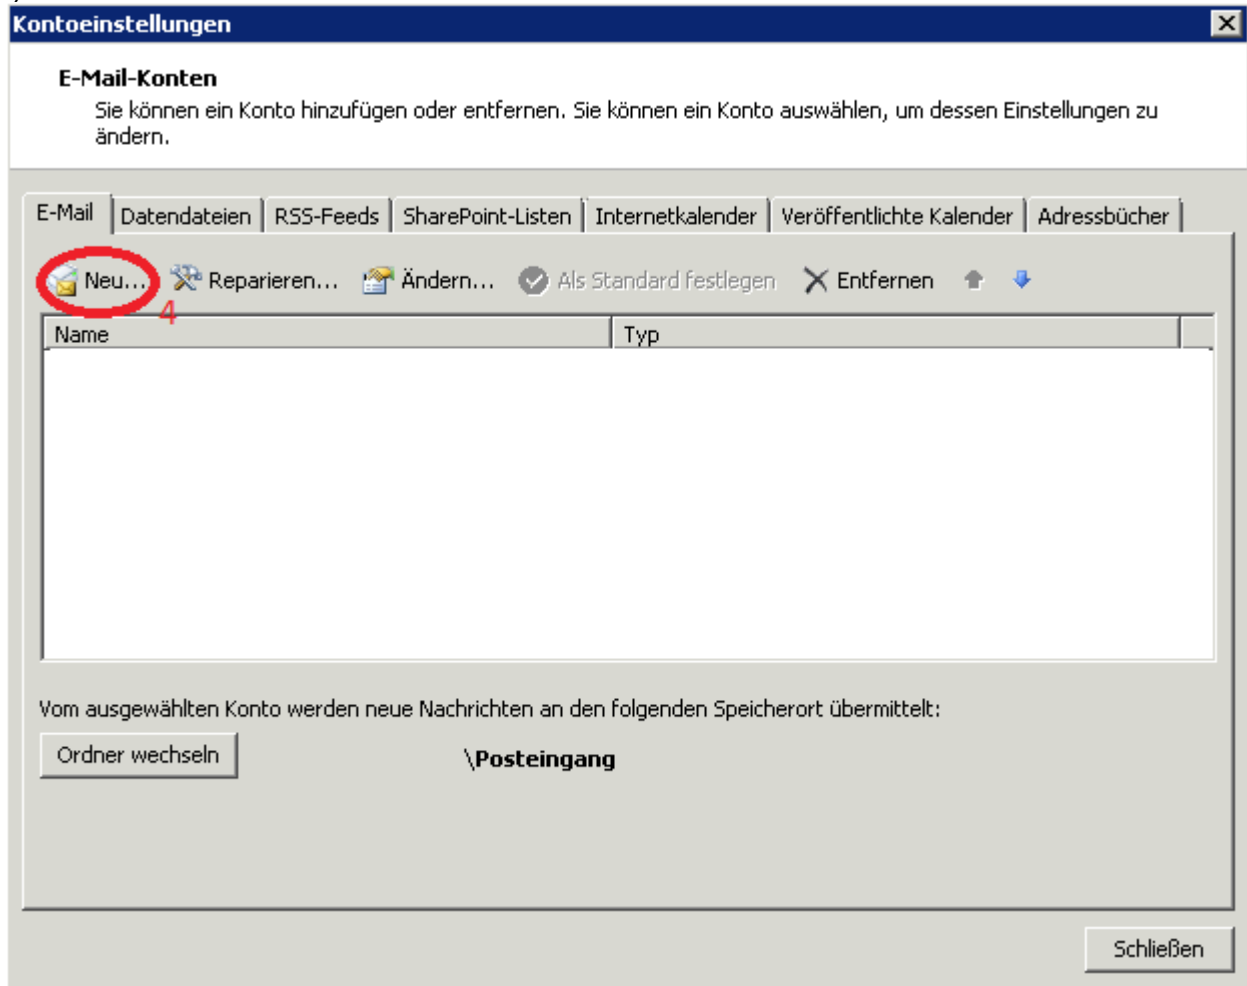 Kontoeinstellungen
E-Mail-Konten
Sie können ein Konto hinzufügen oder entfernen. Sie können ein Konto auswählen, um dessen Einstellungen zu
ändern.
E-Mail Datendateien RSS-Feeds SharePoint-Listen Internetkalender Veröffentlichte Kalender Adressbücher
Neu... Reparieren... Ändern... Als Standard festlegen Entfernen
4
Name Typ
Vom ausgewählten Konto werden neue Nachrichten an den folgenden Speicherort übermittelt:
Ordner wechseln \Posteingang
Schließen